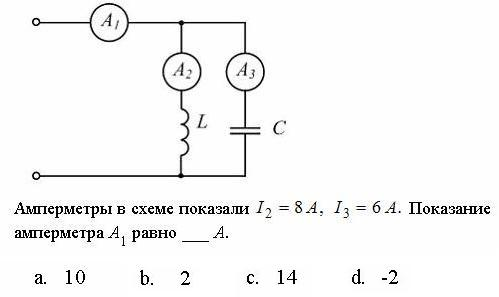 A₁
A₂ A₃
L C
Амперметры в схеме показали I₂ = 8 A, I₃ = 6 A. Показание
амперметра A₁ равно ___ A.
a. 10 b. 2 c. 14 d. -2